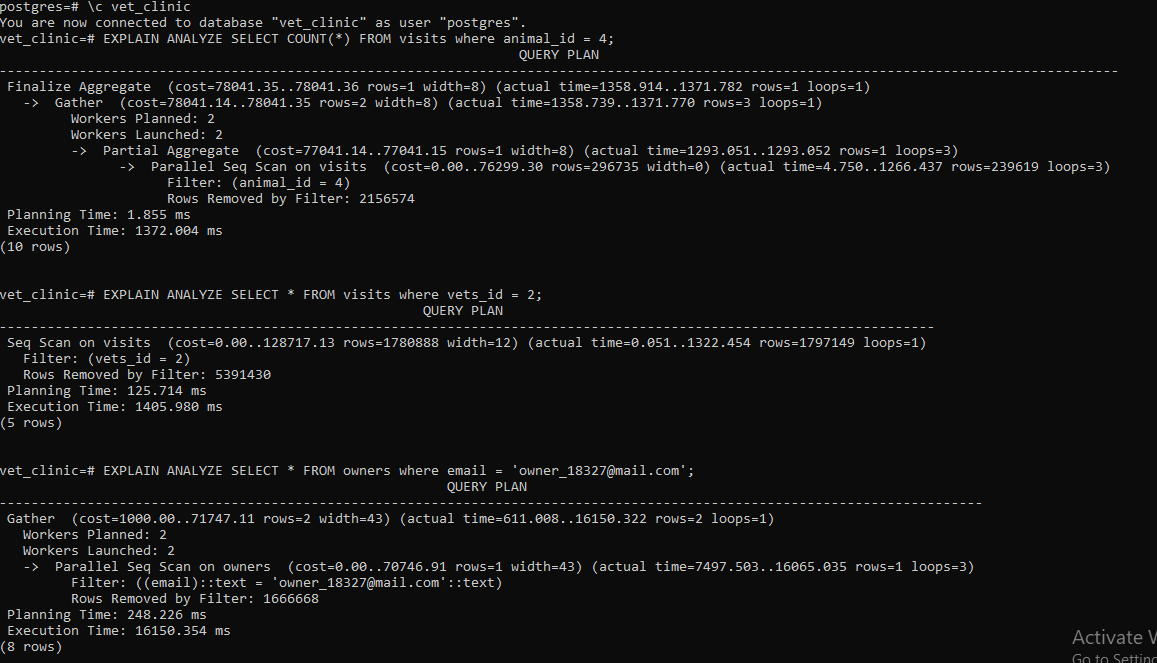 postgres=# \c vet_clinic
You are now connected to database "vet_clinic" as user "postgres".
vet_clinic=# EXPLAIN ANALYZE SELECT COUNT(*) FROM visits where animal_id = 4;
QUERY PLAN
--------------------------------------------------------------------------------------------------------------------------------------------
Finalize Aggregate  (cost=78041.35..78041.36 rows=1 width=8) (actual time=1358.914..1371.782 rows=1 loops=1)
  ->  Gather  (cost=78041.14..78041.35 rows=2 width=8) (actual time=1358.739..1371.770 rows=3 loops=1)
        Workers Planned: 2
        Workers Launched: 2
        ->  Partial Aggregate  (cost=77041.14..77041.15 rows=1 width=8) (actual time=1293.051..1293.052 rows=1 loops=3)
              ->  Parallel Seq Scan on visits  (cost=0.00..76299.30 rows=296735 width=0) (actual time=4.750..1266.437 rows=239619 loops=3)
                    Filter: (animal_id = 4)
                    Rows Removed by Filter: 2156574
Planning Time: 1.855 ms
Execution Time: 1372.004 ms
(10 rows)
vet_clinic=# EXPLAIN ANALYZE SELECT * FROM visits where vets_id = 2;
QUERY PLAN
---------------------------------------------------------------------------------------------------------------------
Seq Scan on visits  (cost=0.00..128717.13 rows=1780888 width=12) (actual time=0.051..1322.454 rows=1797149 loops=1)
  Filter: (vets_id = 2)
  Rows Removed by Filter: 5391430
Planning Time: 125.714 ms
Execution Time: 1405.980 ms
(5 rows)
vet_clinic=# EXPLAIN ANALYZE SELECT * FROM owners where email = 'owner_18327@mail.com';
QUERY PLAN
---------------------------------------------------------------------------------------------------------------------------
Gather  (cost=1000.00..71747.11 rows=2 width=43) (actual time=611.008..16150.322 rows=2 loops=1)
  Workers Planned: 2
  Workers Launched: 2
  ->  Parallel Seq Scan on owners  (cost=0.00..70746.91 rows=1 width=43) (actual time=7497.503..16065.035 rows=1 loops=3)
        Filter: ((email)::text = 'owner_18327@mail.com'::text)
        Rows Removed by Filter: 1666668
Planning Time: 248.226 ms
Execution Time: 16150.354 ms
(8 rows)
Activate W
Go to Setting